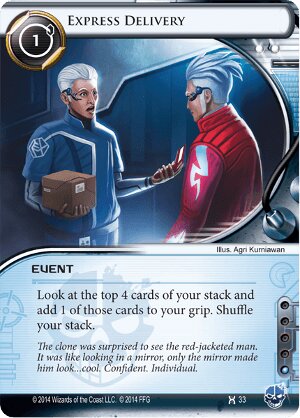 Express Delivery
1
Illus. Agri Kurniawan
EVENT
Look at the top 4 cards of your stack and
add 1 of those cards to your grip. Shuffle
your stack.
The clone was surprised to see the red-jacketed man.
It was like looking in a mirror, only the mirror made
him look...cool. Confident. Individual.
© 2014 Wizards of the Coast LLC. © 2014 FFG
33